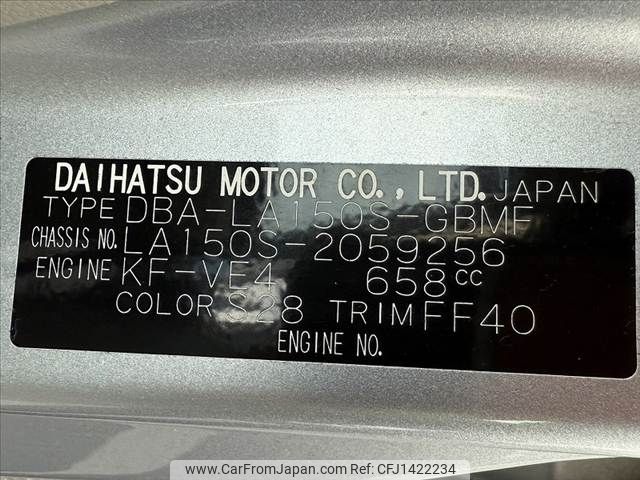 DAIHATSU MOTOR CO., LTD. JAPAN
TYPE DBA-LA150S-GBMF
CHASSIS NO. LA150S-2059256
ENGINE KF-VE4 658CC
COLOR S28 TRIM FF40
ENGINE NO.
www.CarFromJapan.com - CFJ1422234